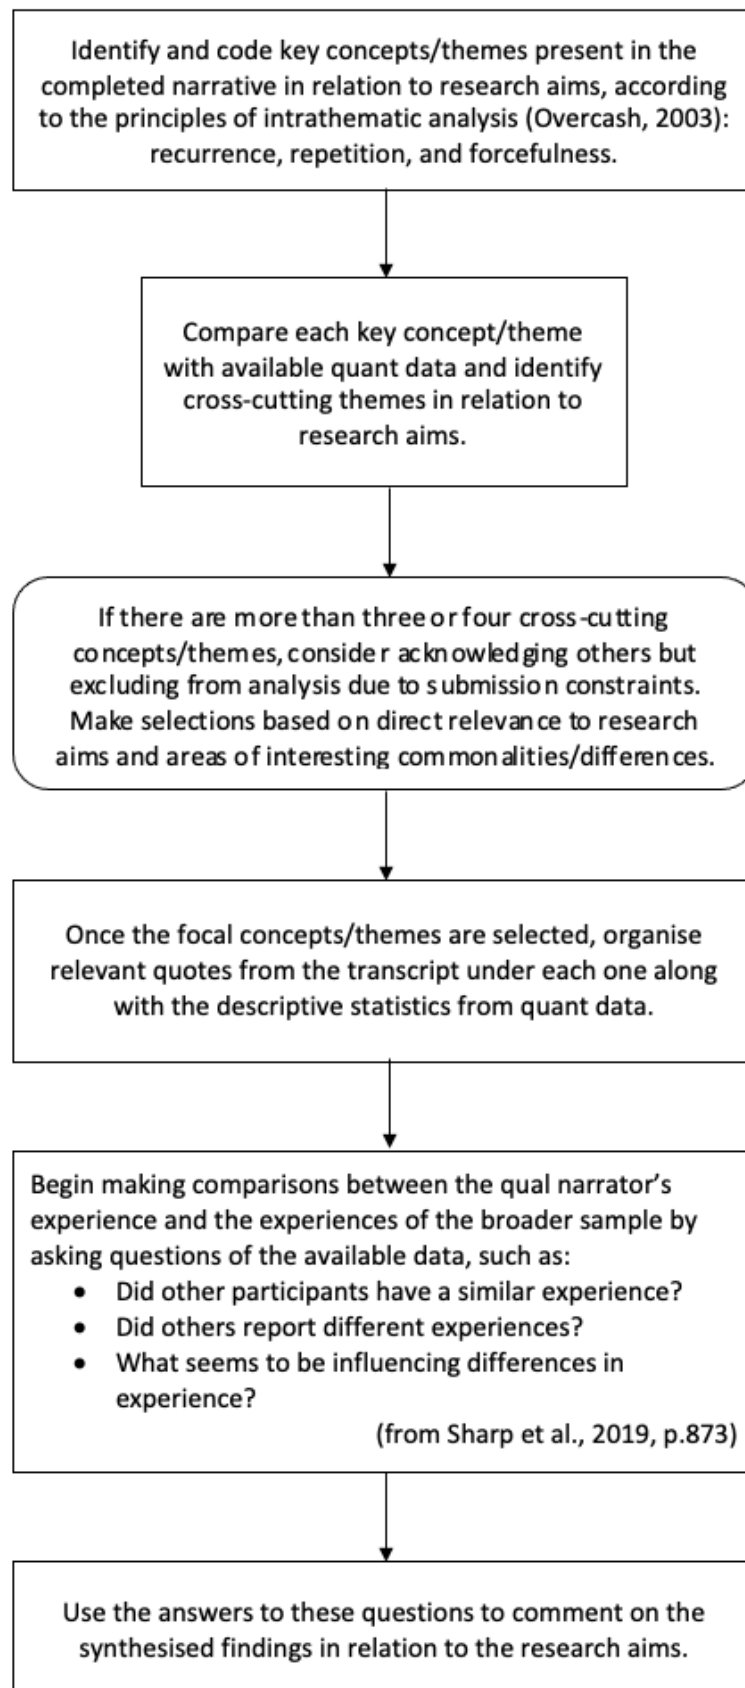 Identify and code key concepts/themes present in the
completed narrative in relation to research aims, according
to the principles of intrathematic analysis (Overcash, 2003):
recurrence, repetition, and forcefulness.
Compare each key concept/theme
with available quant data and identify
cross-cutting themes in relation to
research aims.
If there are more than three or four cross-cutting
concepts/themes, consider acknowledging others but
excluding from analysis due to submission constraints.
Make selections based on direct relevance to research
aims and areas of interesting commonalities/differences.
Once the focal concepts/themes are selected, organise
relevant quotes from the transcript under each one along
with the descriptive statistics from quant data.
Begin making comparisons between the qual narrator’s
experience and the experiences of the broader sample by
asking questions of the available data, such as:
• Did other participants have a similar experience?
• Did others report different experiences?
• What seems to be influencing differences in
experience?
(from Sharp et al., 2019, p.873)
Use the answers to these questions to comment on the
synthesised findings in relation to the research aims.